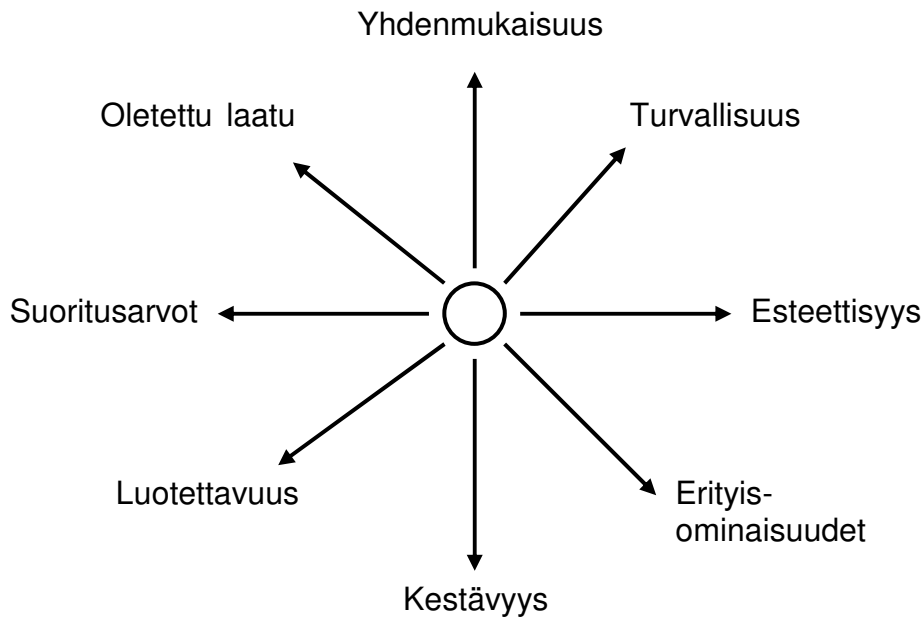 Yhdenmukaisuus
Oletettu laatu
Turvallisuus
Suoritusarvot
Esteettisyys
Luotettavuus
Erityis-
ominaisuudet
Kestävyys